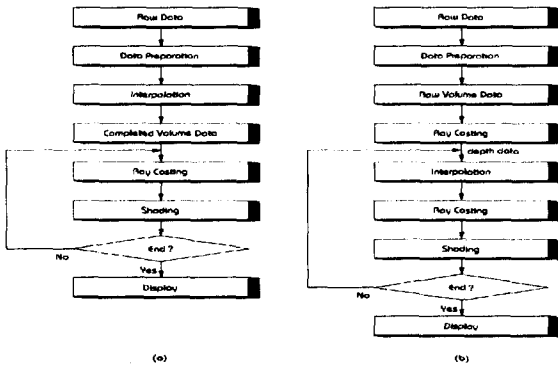 Raw Data
Data Preparation
Interpolation
Completed Volume Data
Ray Casting
Shading
End ?
No
Yes
Display
(a)
Raw Data
Data Preparation
Raw Volume Data
Ray Casting
depth data
Interpolation
Ray Casting
Shading
End ?
No
Yes
Display
(b)